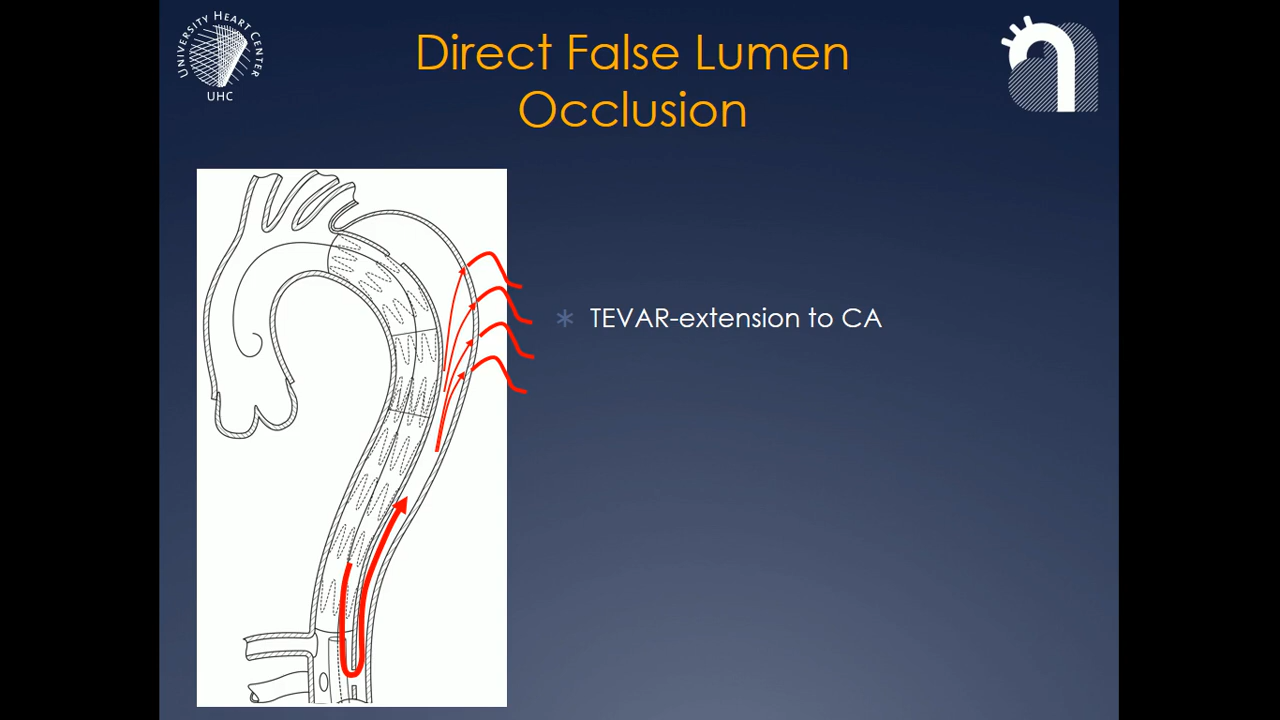 UNIVERSITY HEART CENTER
UHC
Direct False Lumen
Occlusion
TEVAR-extension to CA